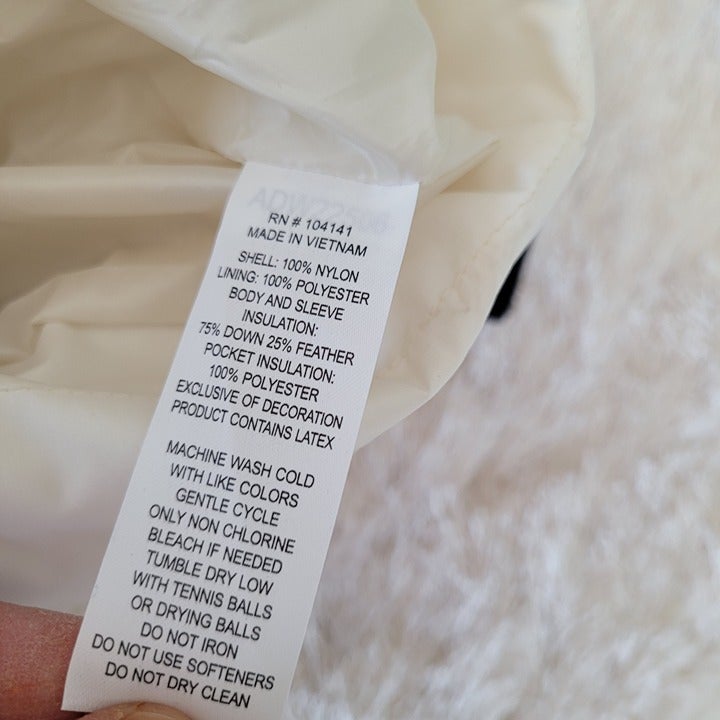 RN # 104141
MADE IN VIETNAM
SHELL: 100% NYLON
LINING: 100% POLYESTER
BODY AND SLEEVE
INSULATION:
75% DOWN 25% FEATHER
POCKET INSULATION:
100% POLYESTER
EXCLUSIVE OF DECORATION
PRODUCT CONTAINS LATEX
MACHINE WASH COLD
WITH LIKE COLORS
GENTLE CYCLE
ONLY NON CHLORINE
BLEACH IF NEEDED
TUMBLE DRY LOW
WITH TENNIS BALLS
OR DRYING BALLS
DO NOT IRON
DO NOT USE SOFTENERS
DO NOT DRY CLEAN